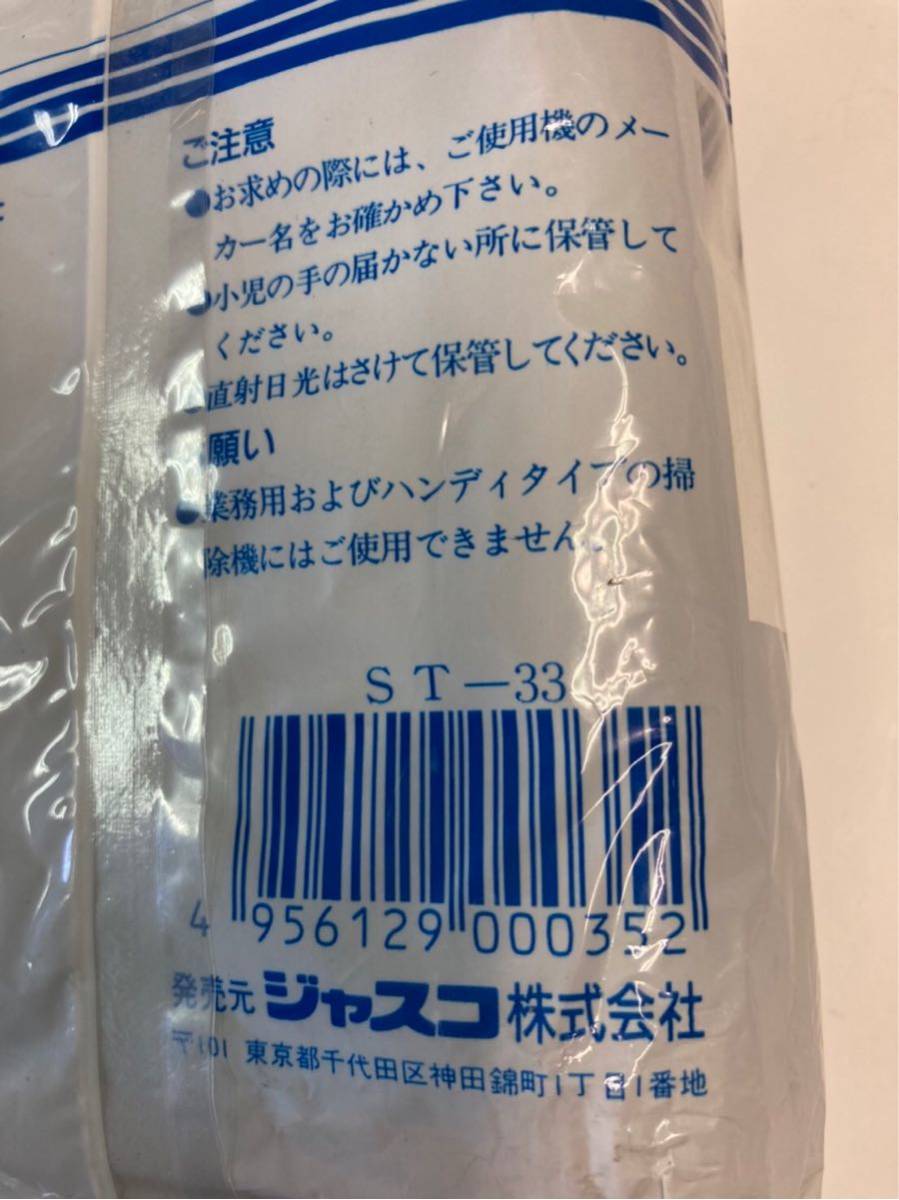 ご注意
●お求めの際には、ご使用機のメー
カー名をお確かめ下さい。
●小児の手の届かない所に保管して
ください。
●直射日光はさけて保管してください。
願い
●業務用およびハンディタイプの掃
除機にはご使用できません。
ST-33
4 956129 000352
発売元 ジャスコ株式会社
〒101 東京都千代田区神田錦町1丁目1番地